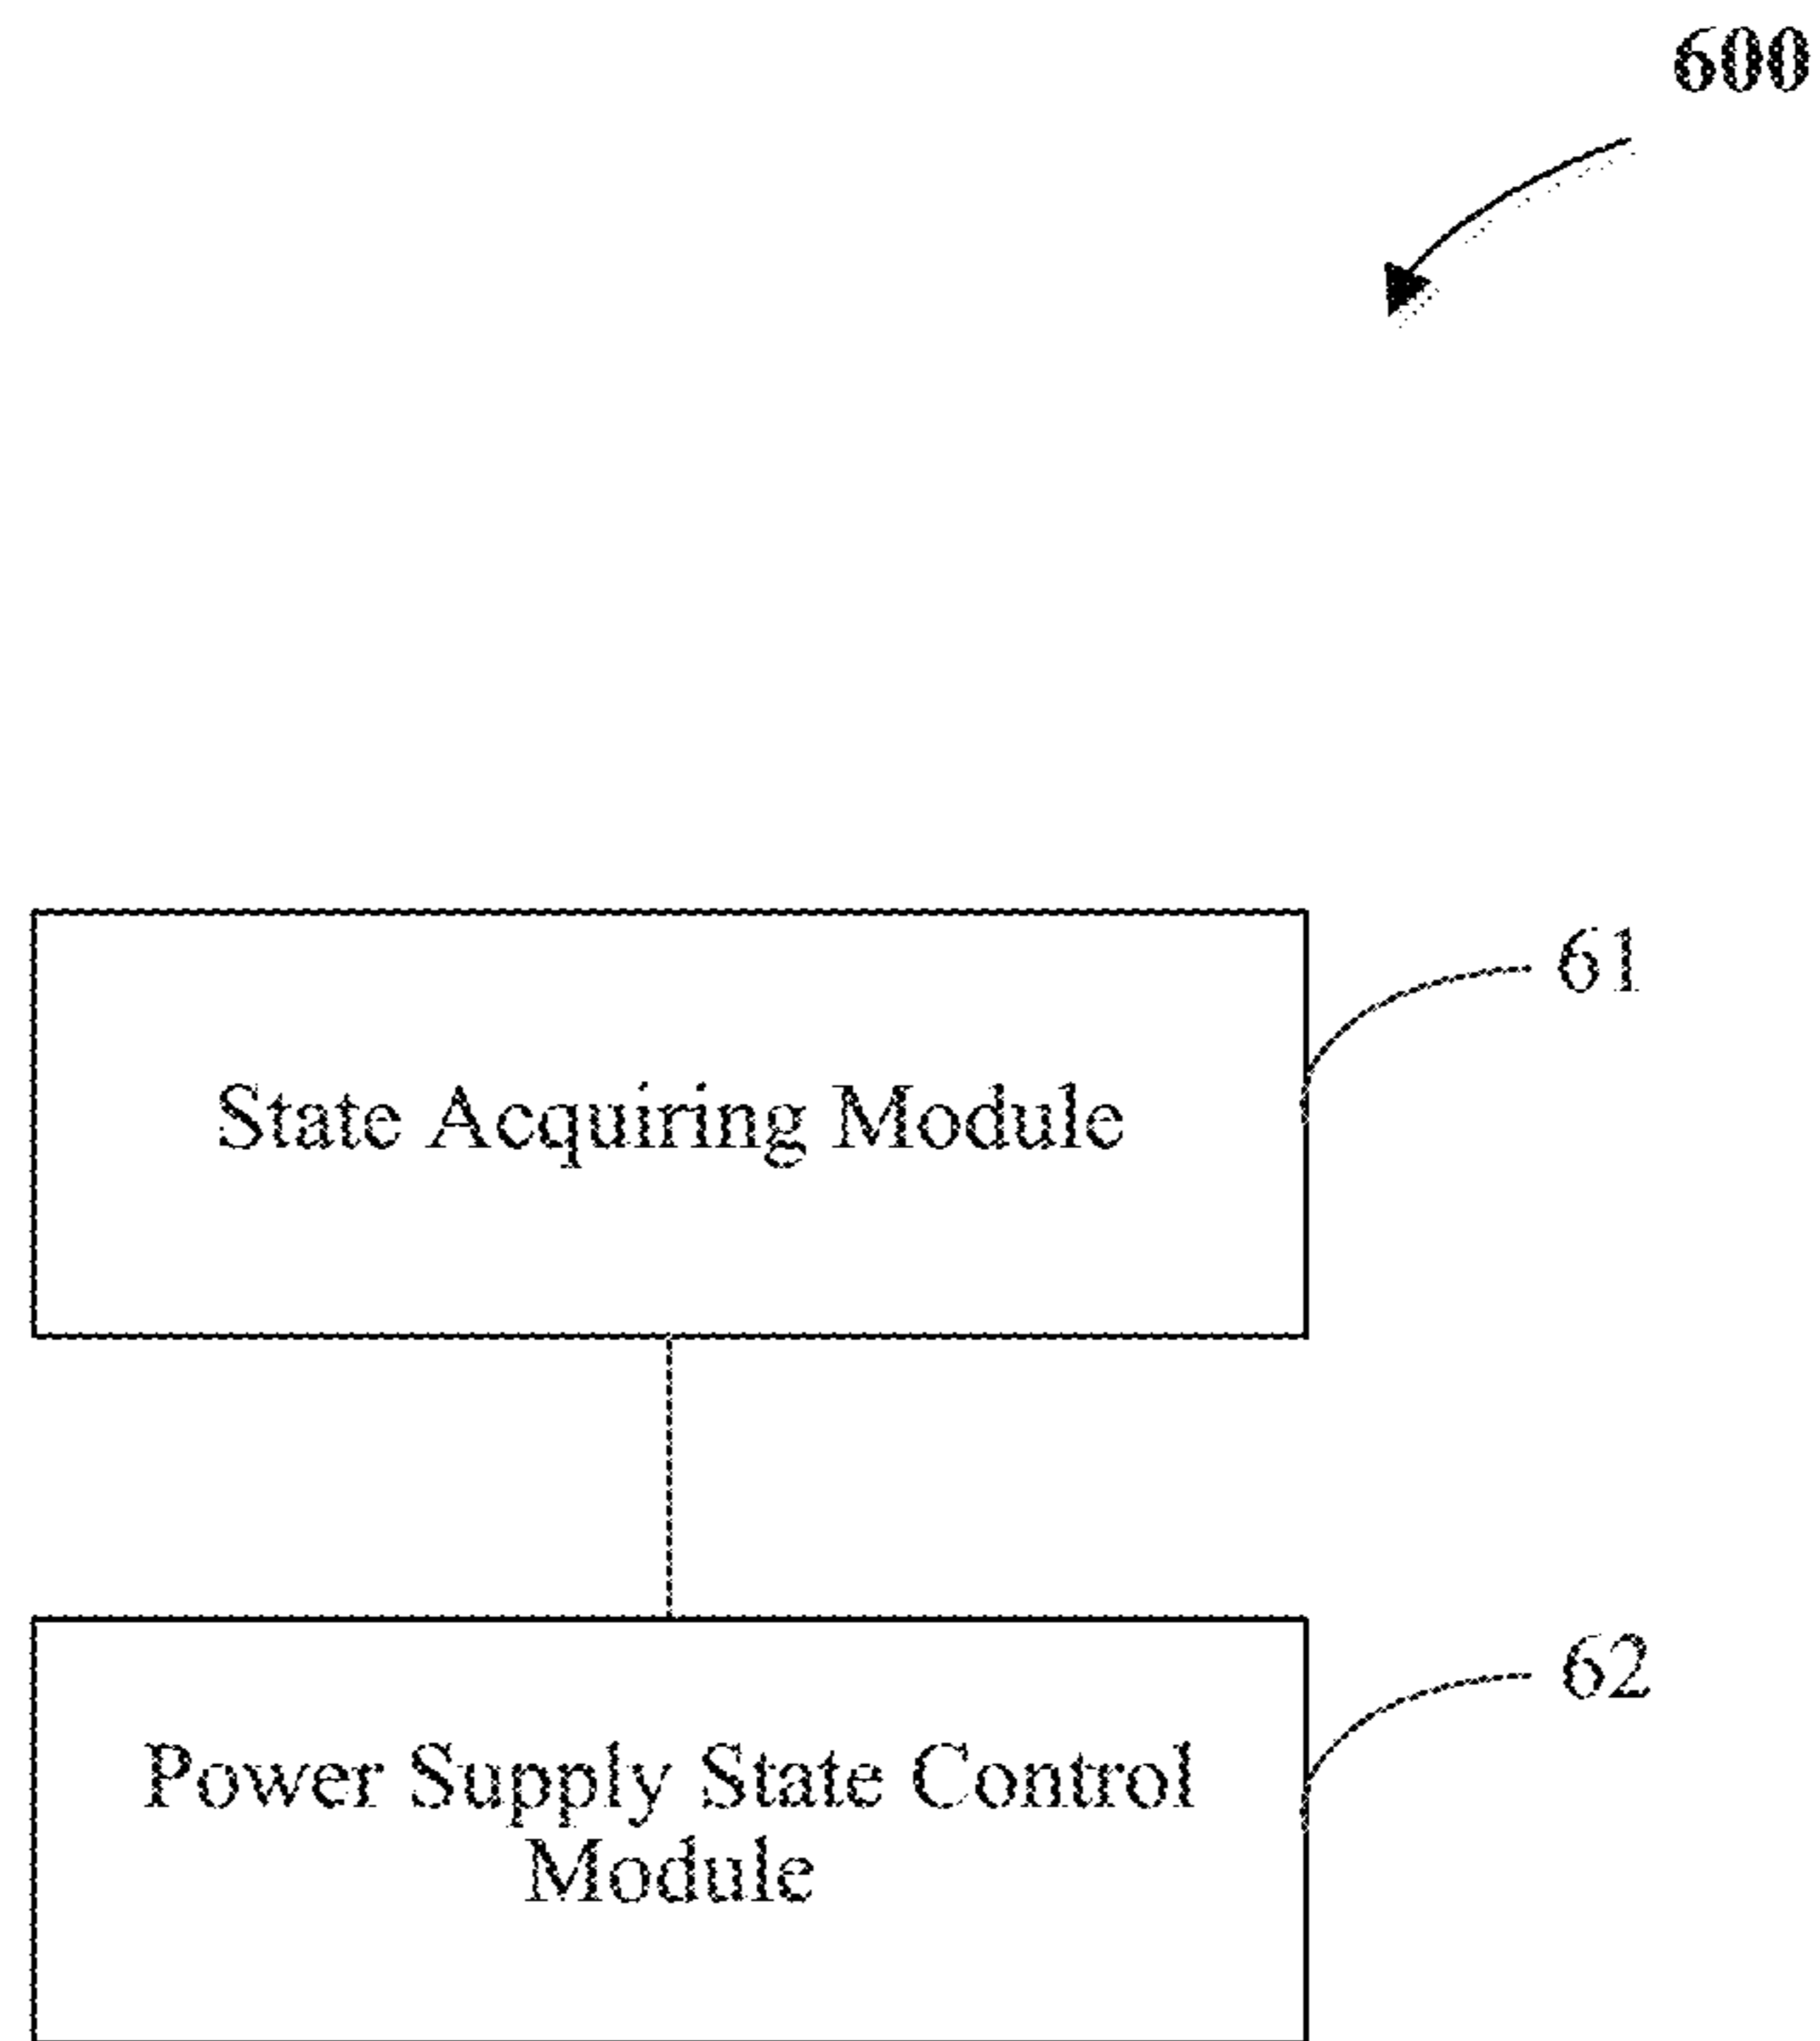 600
State Acquiring Module
61
Power Supply State Control
Module
62